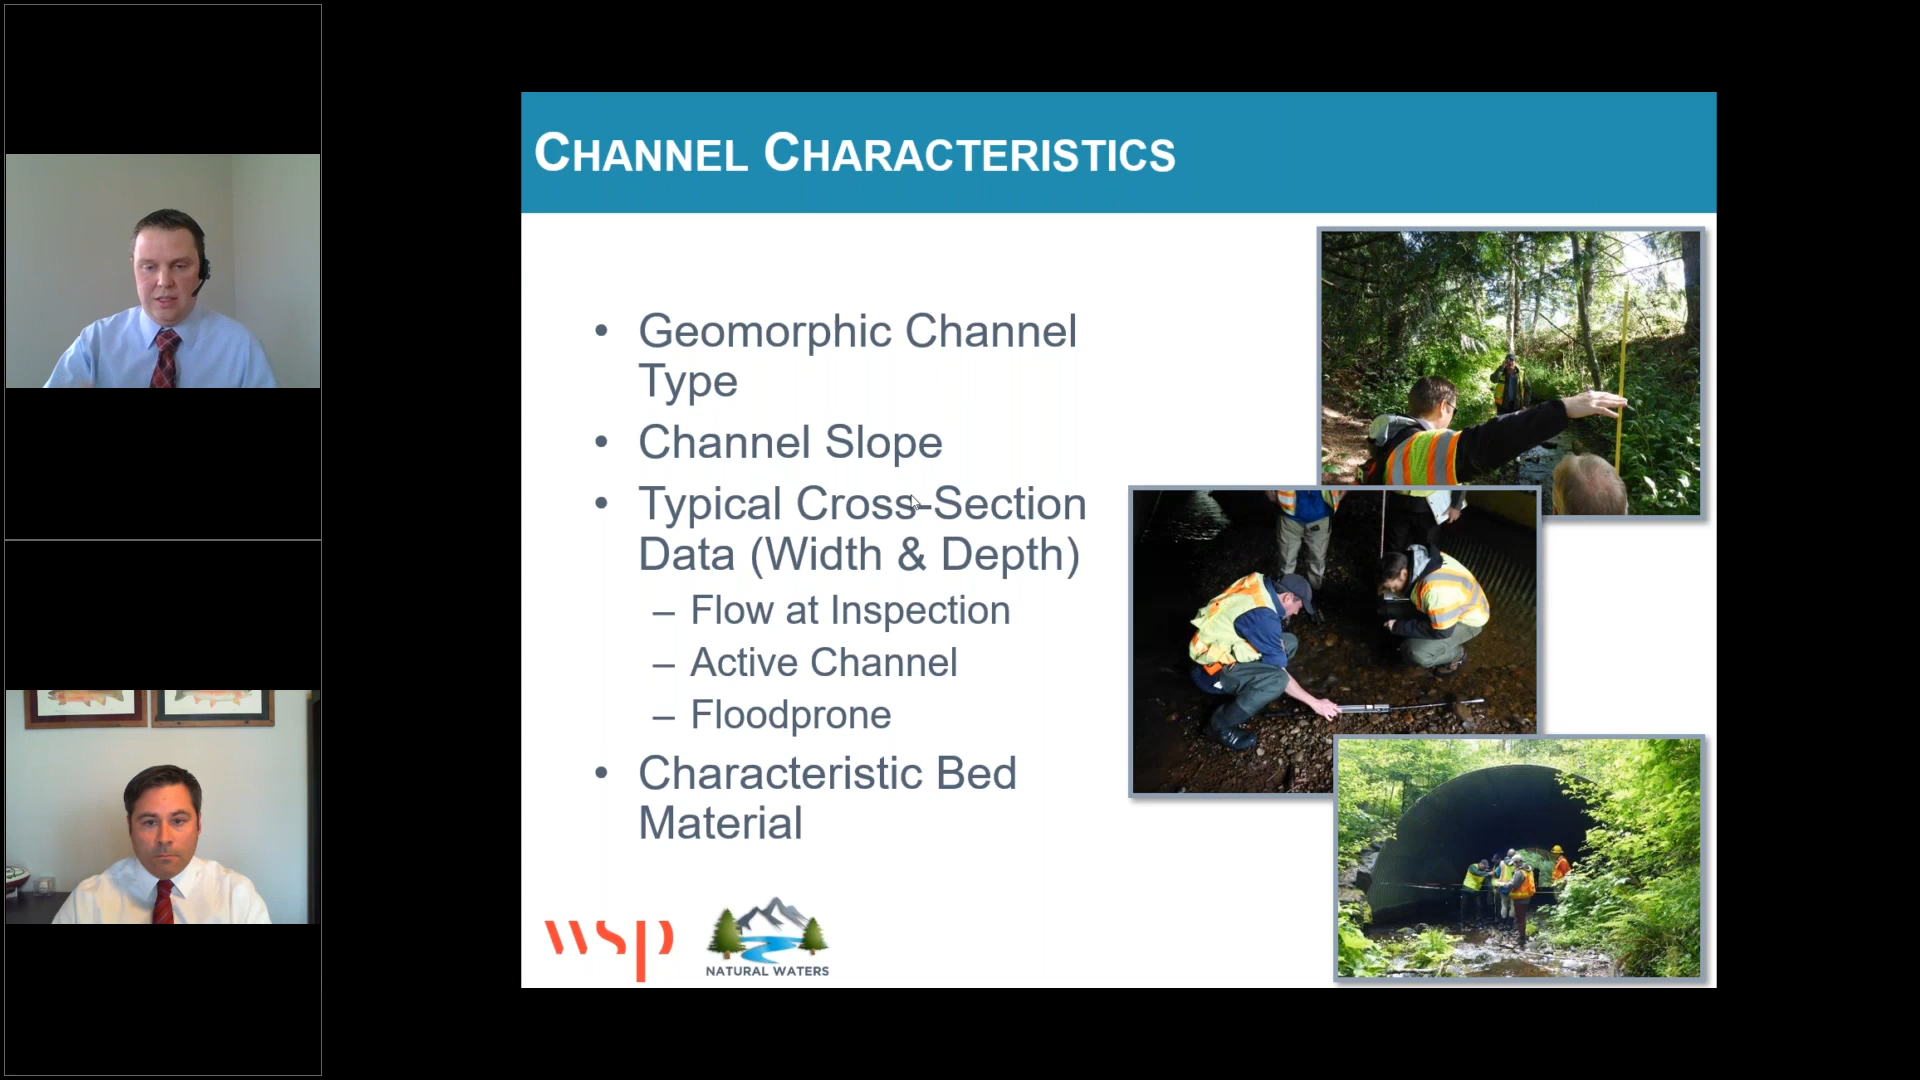 CHANNEL CHARACTERISTICS
• Geomorphic Channel
Type
• Channel Slope
• Typical Cross-Section
Data (Width & Depth)
– Flow at Inspection
– Active Channel
– Floodprone
• Characteristic Bed
Material
wsp
NATURAL WATERS